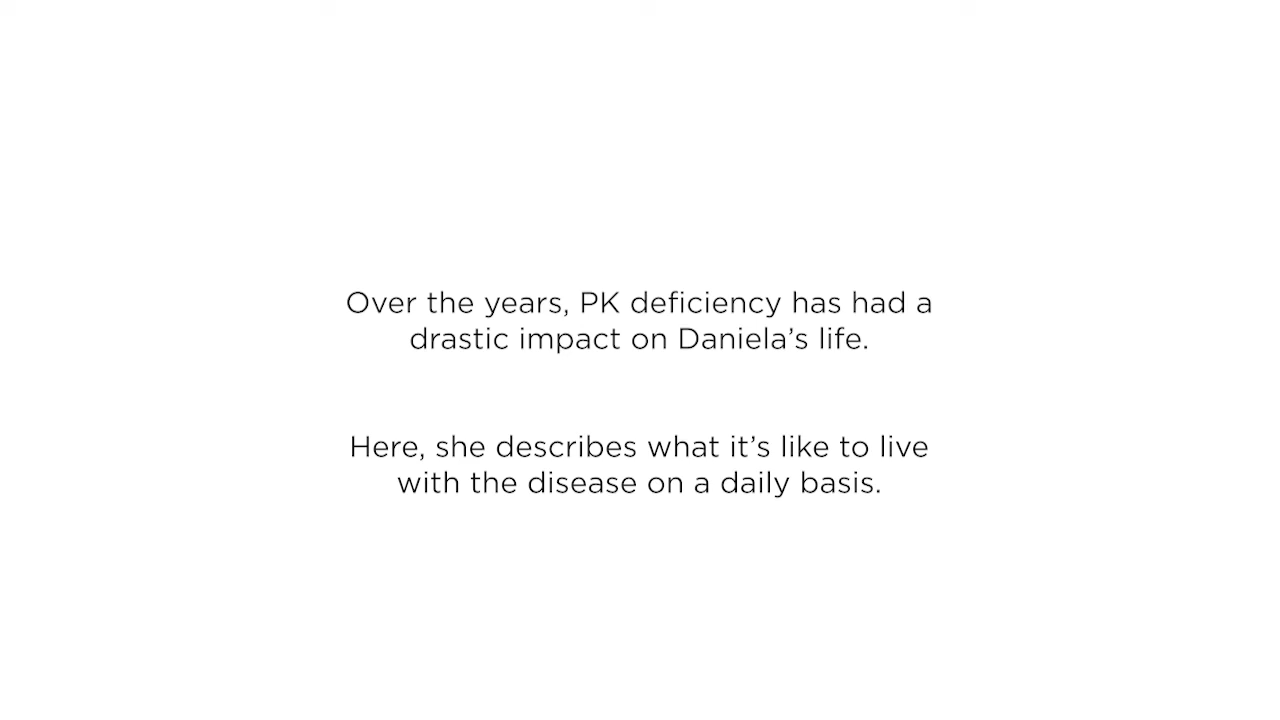 Over the years, PK deficiency has had a
drastic impact on Daniela’s life.
Here, she describes what it’s like to live
with the disease on a daily basis.